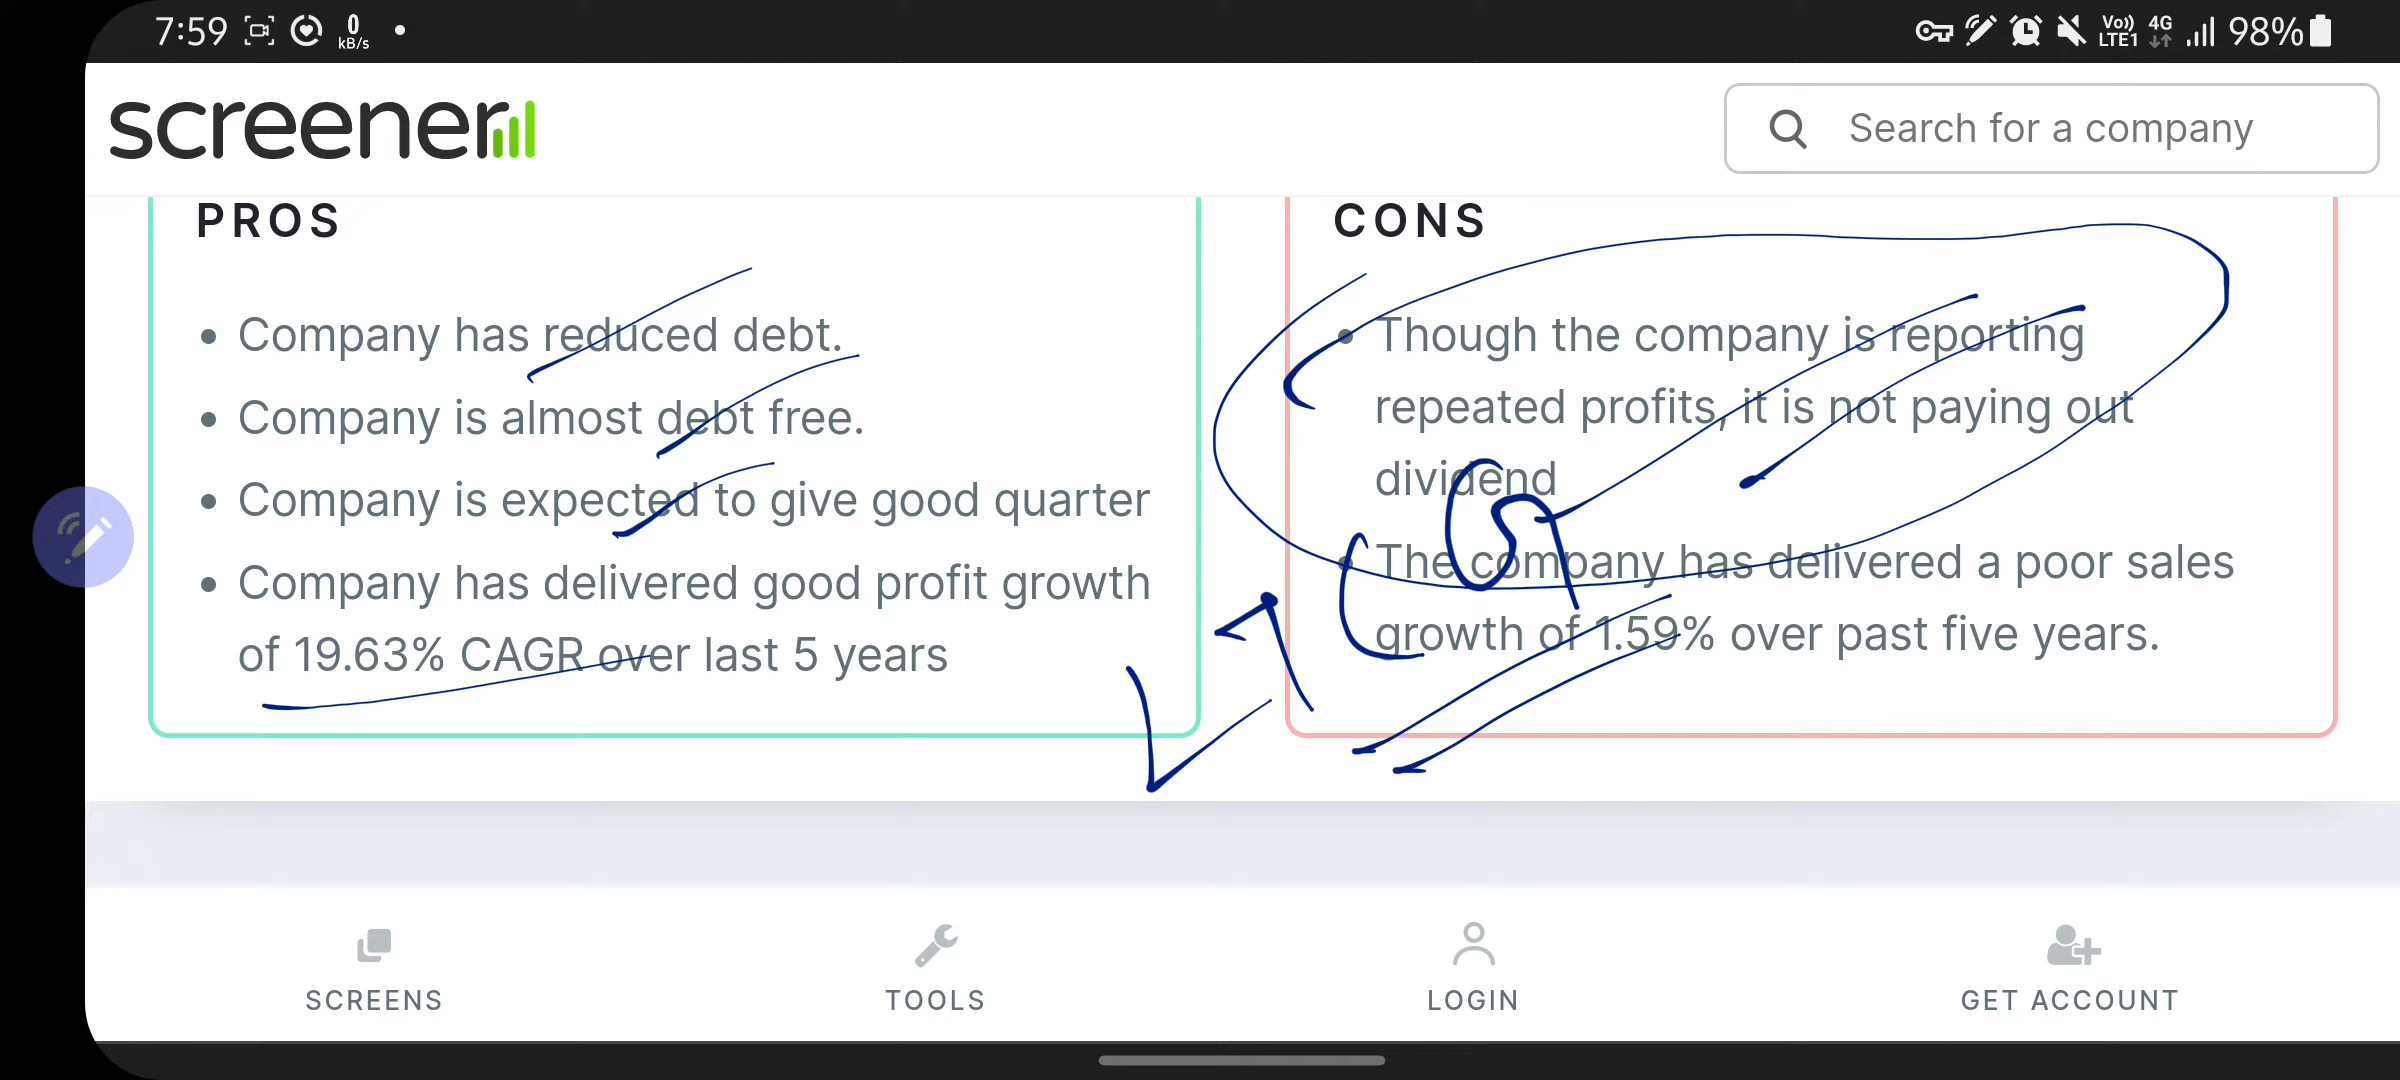 7:59 0 kB/s Vo)) LTE1 4G 98%
screener
Search for a company
PROS
Company has reduced debt.
Company is almost debt free.
Company is expected to give good quarter
Company has delivered good profit growth
of 19.63% CAGR over last 5 years
CONS
Though the company is reporting
repeated profits, it is not paying out
dividend
The company has delivered a poor sales
growth of 1.59% over past five years.
SCREENS
TOOLS
LOGIN
GET ACCOUNT